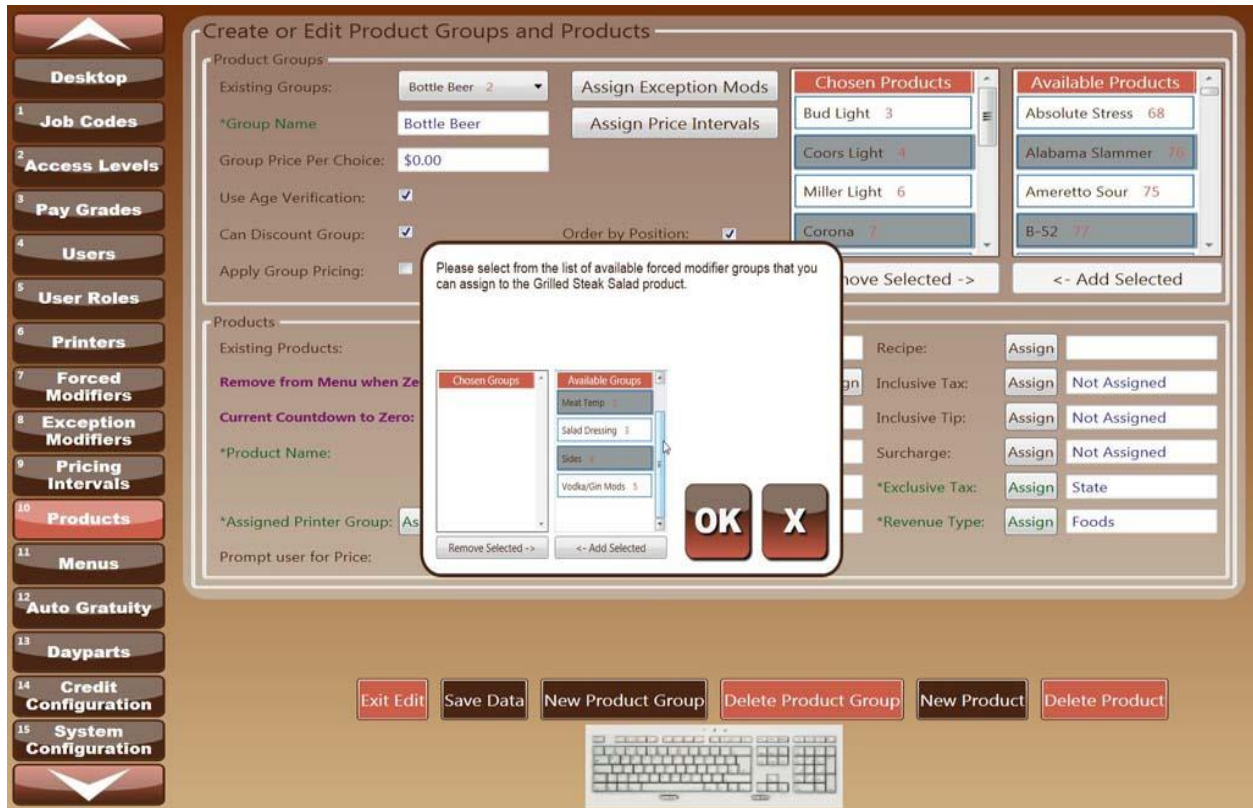 Desktop
1 Job Codes
2 Access Levels
3 Pay Grades
4 Users
5 User Roles
6 Printers
7 Forced
Modifiers
8 Exception
Modifiers
9 Pricing
Intervals
10 Products
11 Menus
12 Auto Gratuity
13 Dayparts
14 Credit
Configuration
15 System
Configuration
Create or Edit Product Groups and Products
Product Groups
Existing Groups: Bottle Beer 2
*Group Name Bottle Beer
Group Price Per Choice: $0.00
Use Age Verification:
Can Discount Group:
Order by Position:
Apply Group Pricing:
Assign Exception Mods
Assign Price Intervals
Chosen Products
Bud Light 3
Coors Light 4
Miller Light 6
Corona 7
ove Selected ->
Available Products
Absolute Stress 68
Alabama Slammer 76
Ameretto Sour 75
B-52 77
<- Add Selected
Please select from the list of available forced modifier groups that you
can assign to the Grilled Steak Salad product.
Chosen Groups
Remove Selected ->
Available Groups
Meat Temp
Salad Dressing
Sides
Vodka/Gin Mods 5
<- Add Selected
OK
X
Products
Existing Products:
Remove from Menu when Ze
Current Countdown to Zero:
*Product Name:
*Assigned Printer Group: As
Prompt user for Price:
gn
Recipe: Assign
Inclusive Tax: Assign Not Assigned
Inclusive Tip: Assign Not Assigned
Surcharge: Assign Not Assigned
*Exclusive Tax: Assign State
*Revenue Type: Assign Foods
Exit Edit
Save Data
New Product Group
Delete Product Group
New Product
Delete Product